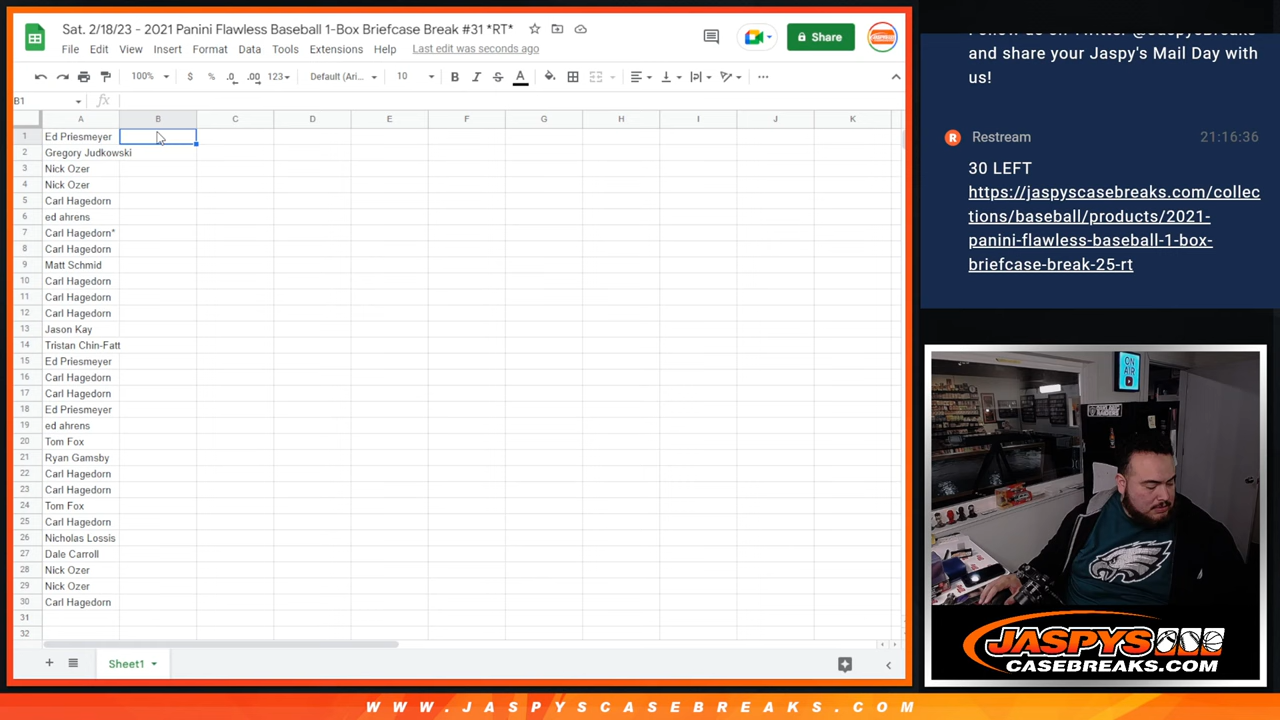 Sat. 2/18/23 - 2021 Panini Flawless Baseball 1-Box Briefcase Break #31 *RT*
File Edit View Insert Format Data Tools Extensions Help Last edit was seconds ago
Share
100% $ % .0 .00 123 Default (Ari... 10 B I S A
B1 fx
A B C D E F G H I J K
1 Ed Priesmeyer
2 Gregory Judkowski
3 Nick Ozer
4 Nick Ozer
5 Carl Hagedorn
6 ed ahrens
7 Carl Hagedorn*
8 Carl Hagedorn
9 Matt Schmid
10 Carl Hagedorn
11 Carl Hagedorn
12 Carl Hagedorn
13 Jason Kay
14 Tristan Chin-Fatt
15 Ed Priesmeyer
16 Carl Hagedorn
17 Carl Hagedorn
18 Ed Priesmeyer
19 ed ahrens
20 Tom Fox
21 Ryan Gamsby
22 Carl Hagedorn
23 Carl Hagedorn
24 Tom Fox
25 Carl Hagedorn
26 Nicholas Lossis
27 Dale Carroll
28 Nick Ozer
29 Nick Ozer
30 Carl Hagedorn
31
32
Sheet1
Follow us on Twitter @Jaspysbreaks
and share your Jaspy's Mail Day with
us!
R Restream 21:16:36
30 LEFT
https://jaspyscasebreaks.com/collec
tions/baseball/products/2021-
panini-flawless-baseball-1-box-
briefcase-break-25-rt
ON
AIR
JASPYS
CASEBREAKS.COM
WWW.JASPYSCASEBREAKS.COM